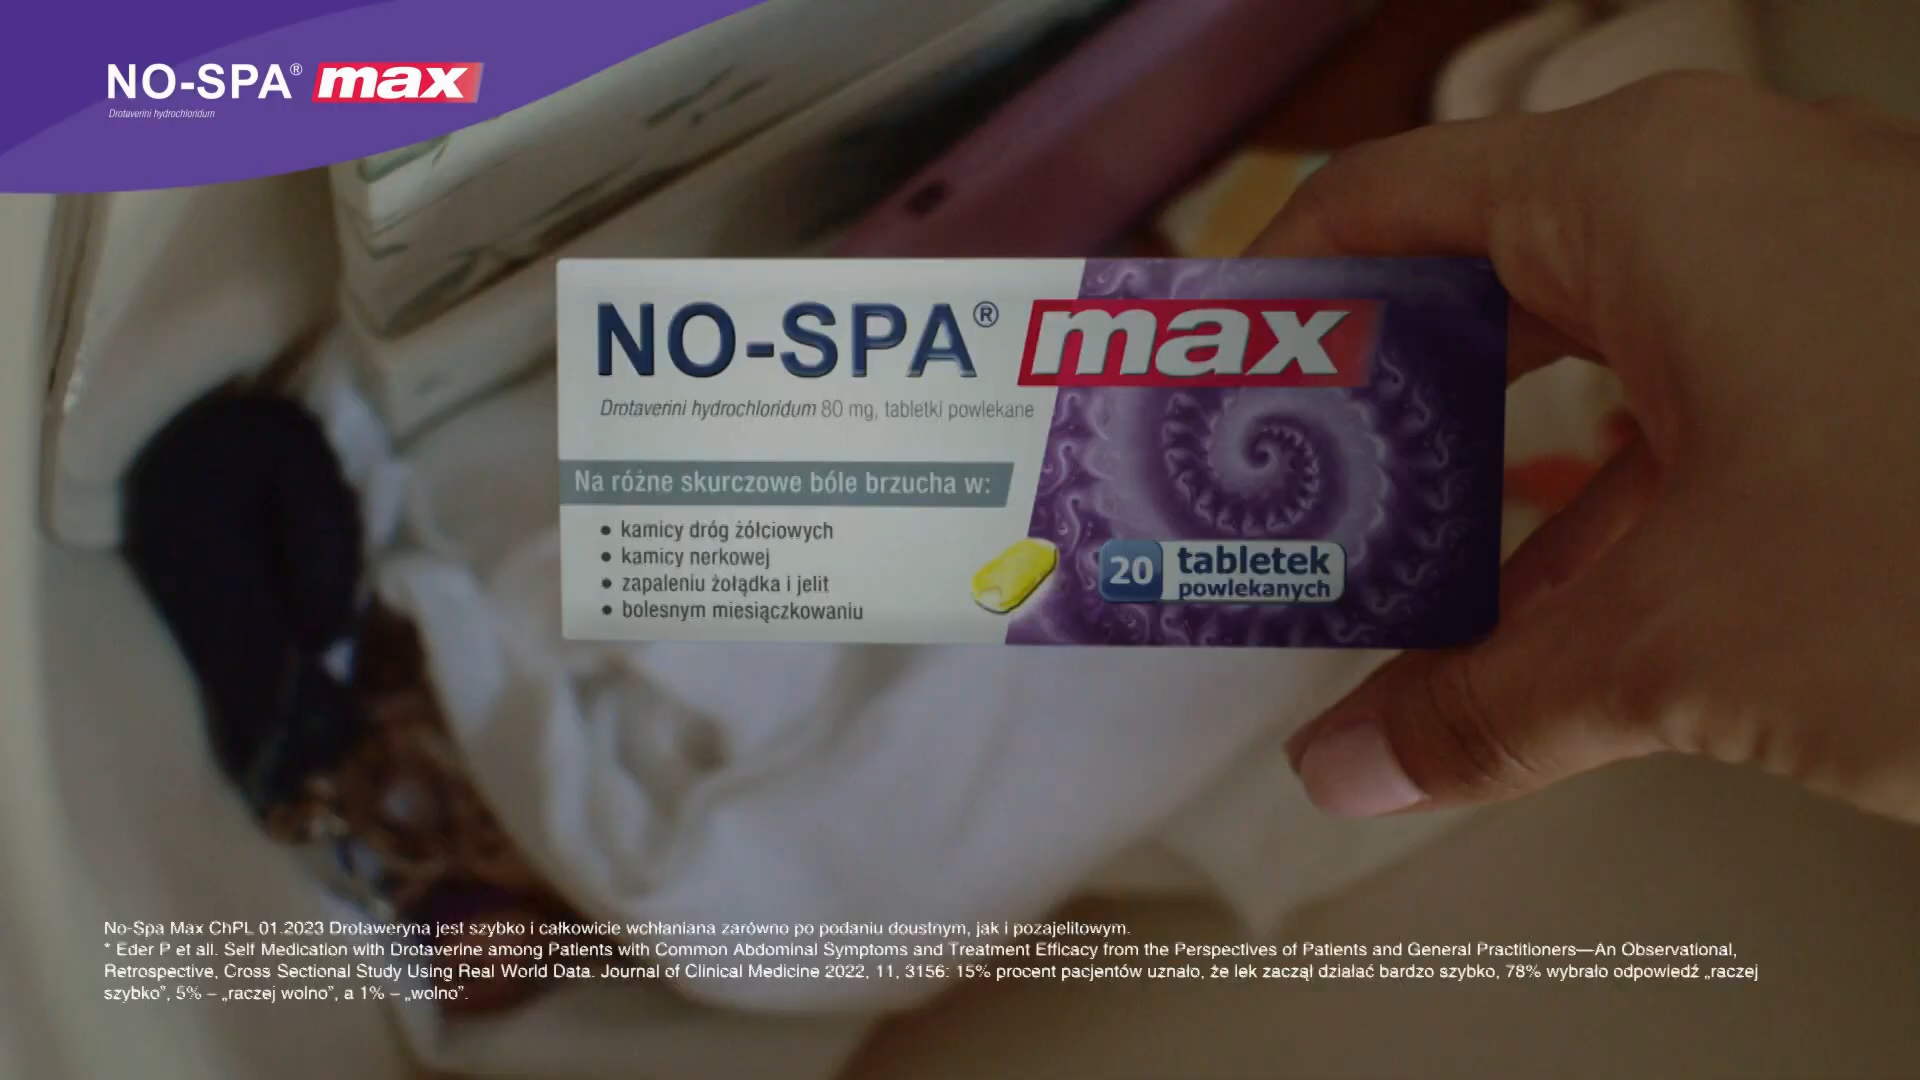 NO-SPA® max
Drotaverini hydrochloridum
NO-SPA® max
Drotaverini hydrochloridum 80 mg, tabletki powlekane
Na różne skurczowe bóle brzucha w:
• kamicy dróg żółciowych
• kamicy nerkowej
• zapaleniu żołądka i jelit
• bolesnym miesiączkowaniu
20 tabletek
powlekanych
No-Spa Max ChPL 01.2023 Drotaweryna jest szybko i całkowicie wchłaniana zarówno po podaniu doustnym, jak i pozajelitowym.
* Eder P et all. Self Medication with Drotaverine among Patients with Common Abdominal Symptoms and Treatment Efficacy from the Perspectives of Patients and General Practitioners—An Observational,
Retrospective, Cross Sectional Study Using Real World Data. Journal of Clinical Medicine 2022, 11, 3156: 15% procent pacjentów uznało, że lek zaczął działać bardzo szybko, 78% wybrało odpowiedź „raczej
szybko”, 5% – „raczej wolno”, a 1% – „wolno”.